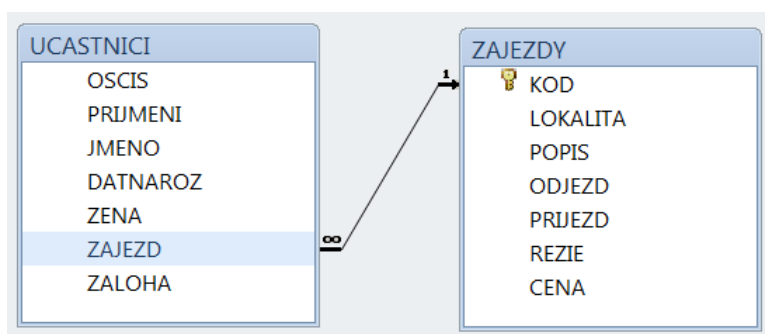 UCASTNICI
OSCIS
PRIJMENI
JMENO
DATNAROZ
ZENA
ZAJEZD
ZALOHA
∞
1
ZAJEZDY
KOD
LOKALITA
POPIS
ODJEZD
PRIJEZD
REZIE
CENA